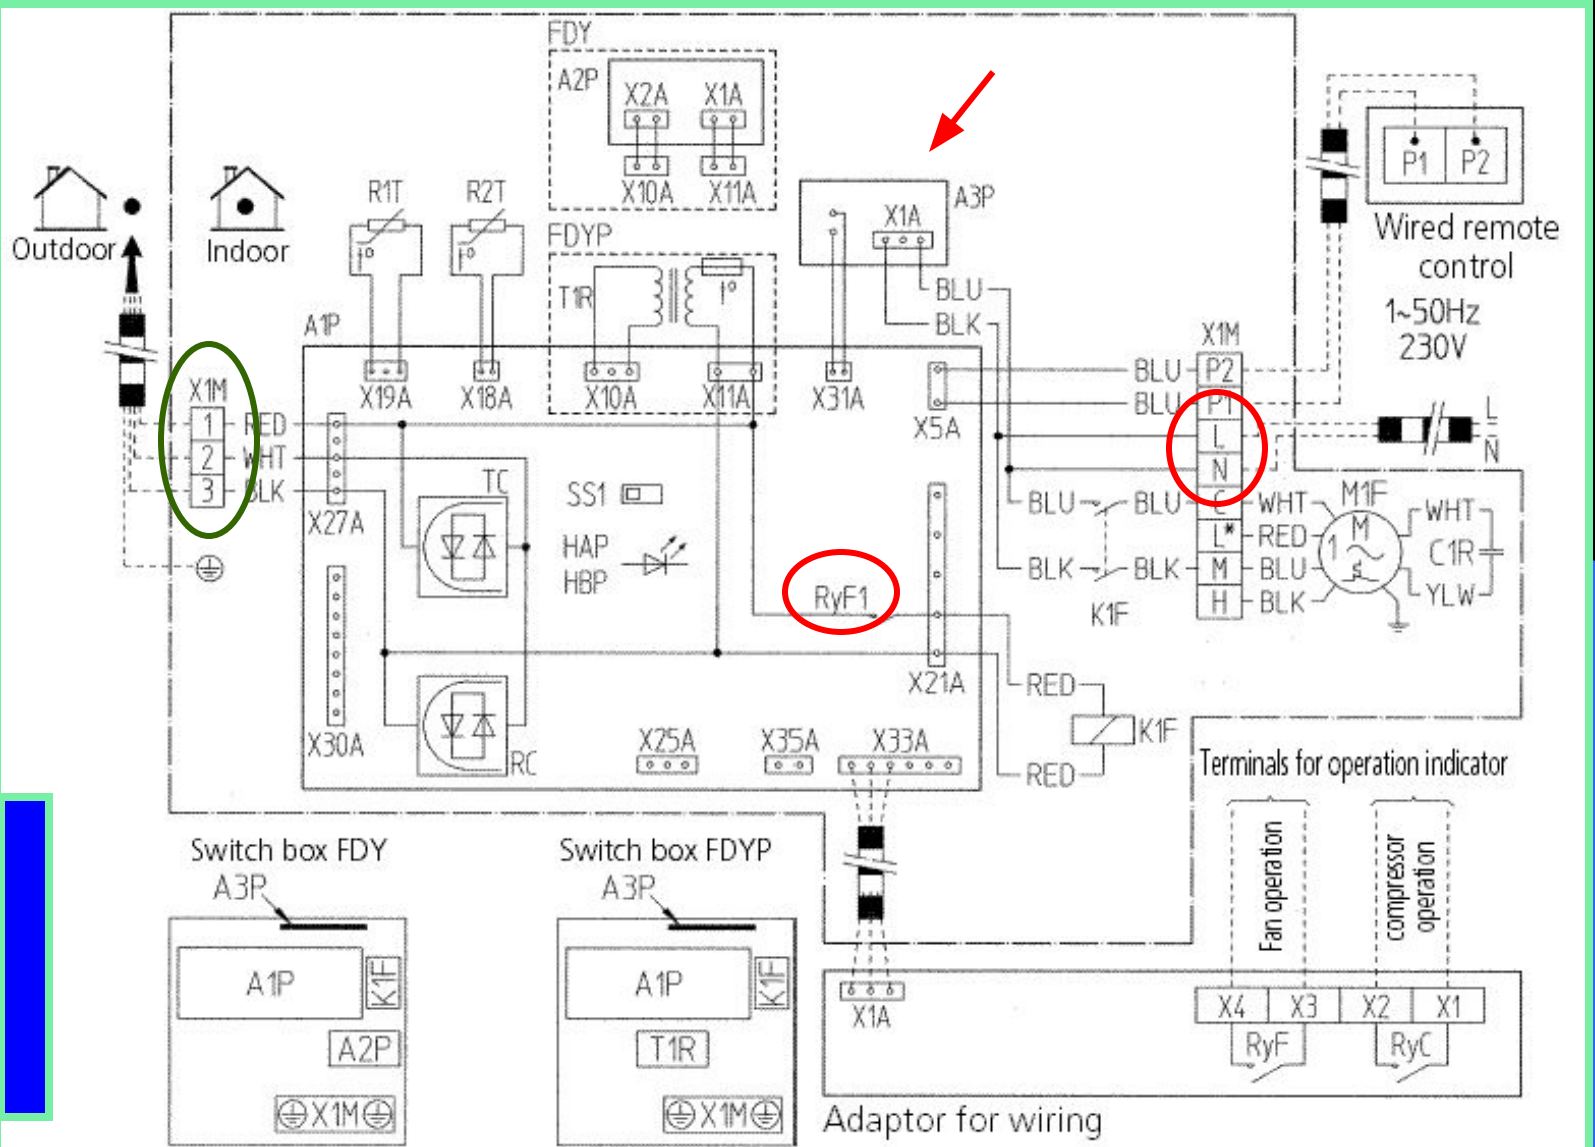 FDY
A2P
X2A X1A
X10A X11A
P1 P2
Wired remote
control
1~50Hz
230V
Outdoor
Indoor
R1T
R2T
FDYP
T1R
t°
t°
t°
A3P
X1A
BLU
BLK
A1P
X19A
X18A
X10A
X11A
X31A
X5A
X1M
BLU P2
BLU P1
L
N
L
N
X1M
1 RED
2 WHT
3 BLK
X27A
TC
SS1
HAP
HBP
RyF1
X21A
BLU BLU C WHT
L* RED
BLK BLK M BLU
H BLK
K1F
M1F
M
1
WHT
C1R
YLW
RED
K1F
RED
X30A
RC
X25A
X35A
X33A
Terminals for operation indicator
Fan operation
compressor
operation
Switch box FDY
A3P
A1P
K1F
A2P
X1M
Switch box FDYP
A3P
A1P
K1F
T1R
X1M
X1A
X4 X3 X2 X1
RyF RyC
Adaptor for wiring